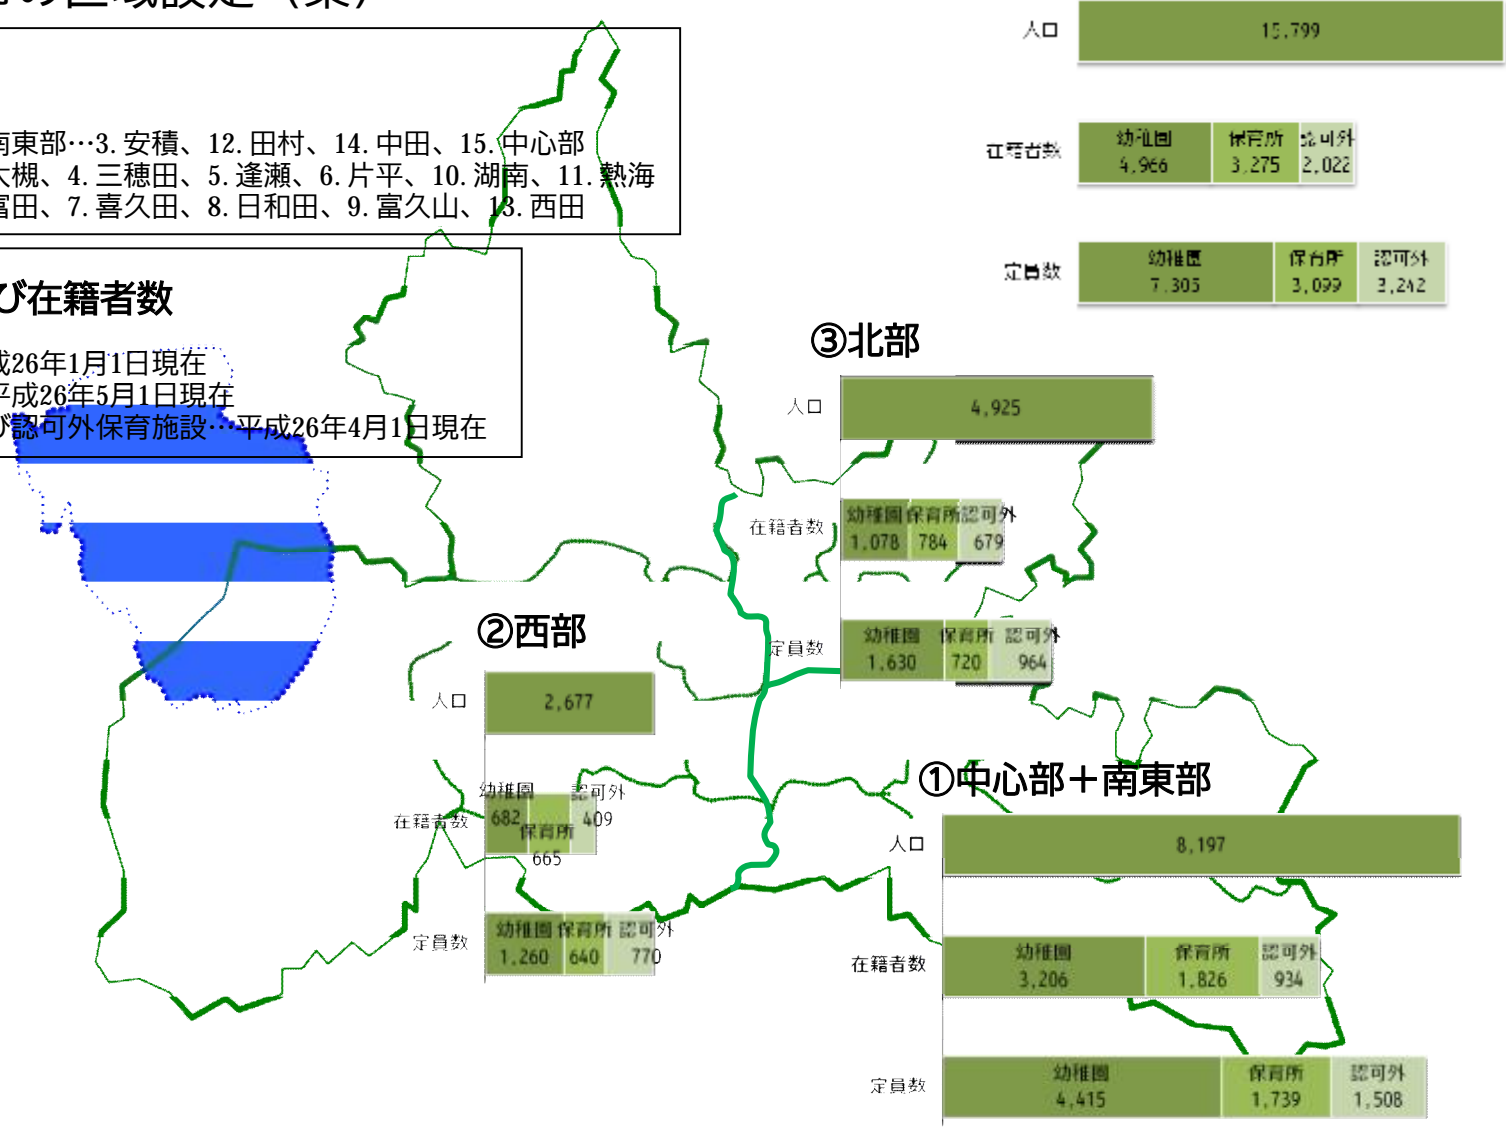 の区域設定（案）
南東部…3. 安積、12. 田村、14. 中田、15. 中心部
大槻、4. 三穂田、5. 逢瀬、6. 片平、10. 湖南、11. 熱海
富田、7. 喜久田、8. 日和田、9. 富久山、13. 西田
び在籍者数
成26年1月1日現在
平成26年5月1日現在
び認可外保育施設…平成26年4月1日現在
人口
15,799
在籍者数
幼稚園 保育所 認可外
4,966 3,275 2,022
定員数
幼稚園 保育所 認可外
7,305 3,099 3,242
③北部
人口
4,925
在籍者数
幼稚園 保育所 認可外
1,078 784 679
定員数
幼稚園 保育所 認可外
1,630 720 964
②西部
人口
2,677
在籍者数
幼稚園 認可外
682 409
保育所
665
定員数
幼稚園 保育所 認可外
1,260 640 770
①中心部＋南東部
人口
8,197
在籍者数
幼稚園 保育所 認可外
3,206 1,826 934
定員数
幼稚園 保育所 認可外
4,415 1,739 1,508